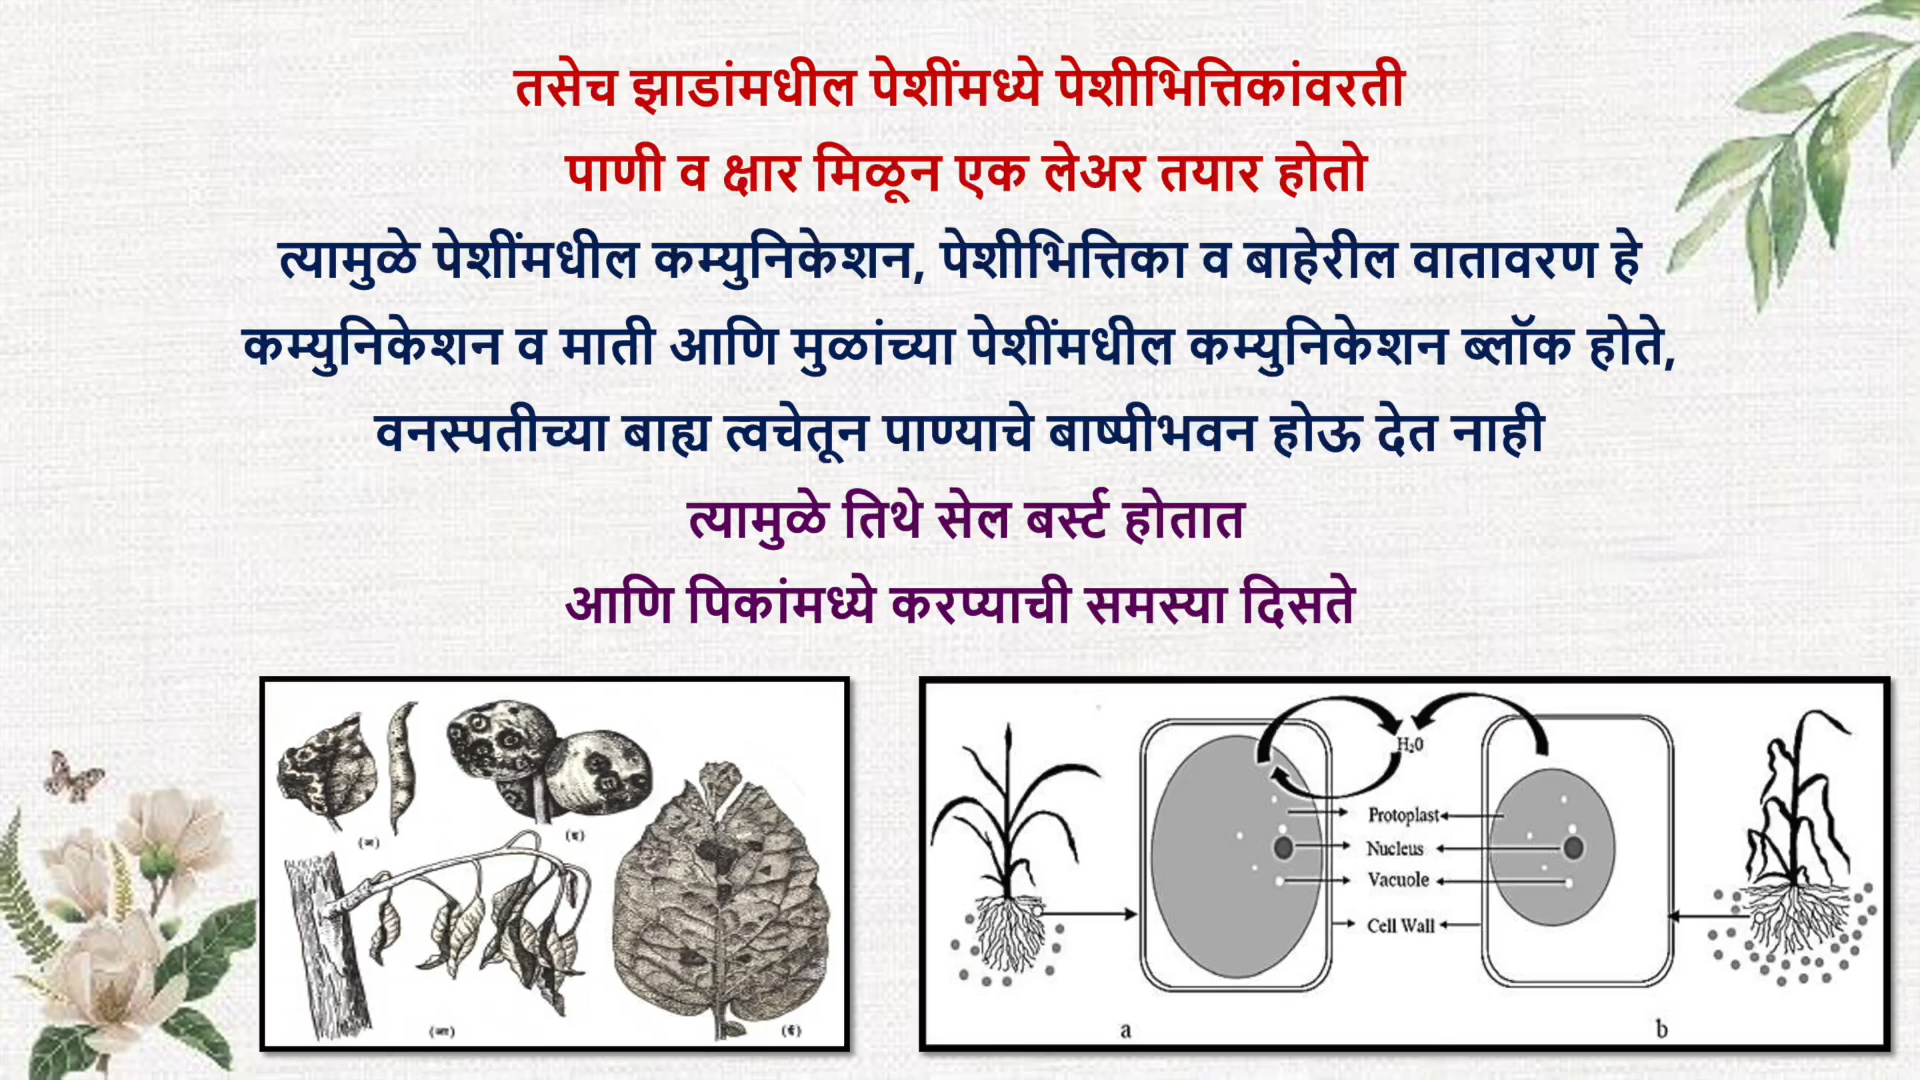 तसेच झाडांमधील पेशींमध्ये पेशीभित्तिकांवरती
पाणी व क्षार मिळून एक लेअर तयार होतो
त्यामुळे पेशींमधील कम्युनिकेशन, पेशीभित्तिका व बाहेरील वातावरण हे
कम्युनिकेशन व माती आणि मुळांच्या पेशींमधील कम्युनिकेशन ब्लॉक होते,
वनस्पतीच्या बाह्य त्वचेतून पाण्याचे बाष्पीभवन होऊ देत नाही
त्यामुळे तिथे सेल बर्स्ट होतात
आणि पिकांमध्ये करप्याची समस्या दिसते
(अ)
(इ)
(आ)
(ई)
H20
Protoplast
Nucleus
Vacuole
Cell Wall
a
b